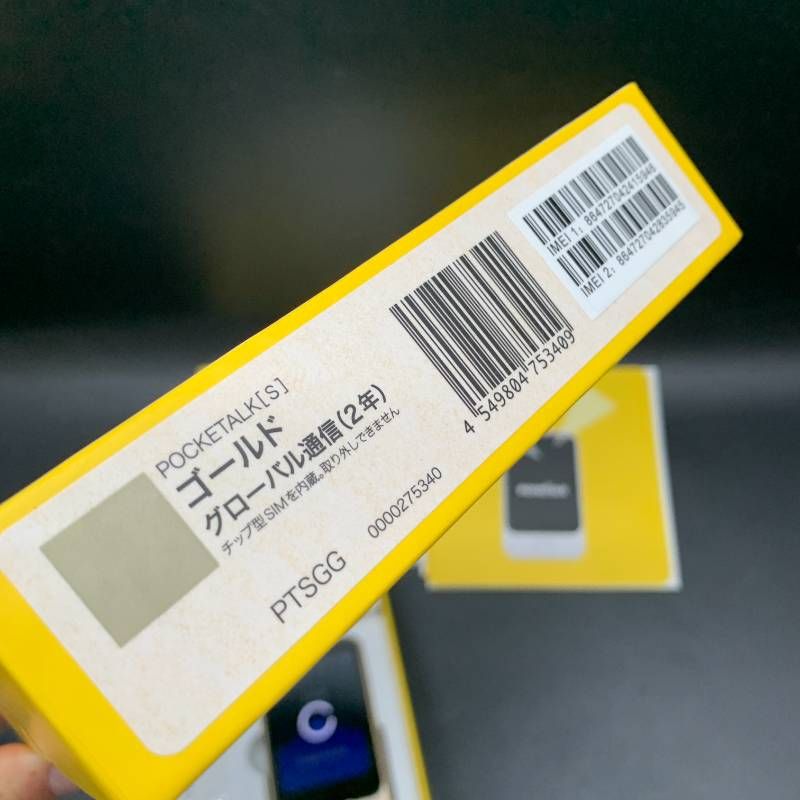 POCKETALK[S]
ゴールド
グローバル通信(2年)
チップ型SIMを内蔵。取り外しできません
PTSGG 0000275340
4 549804 753409
IMEI 1: 864727042415946
IMEI 2: 864727042835945